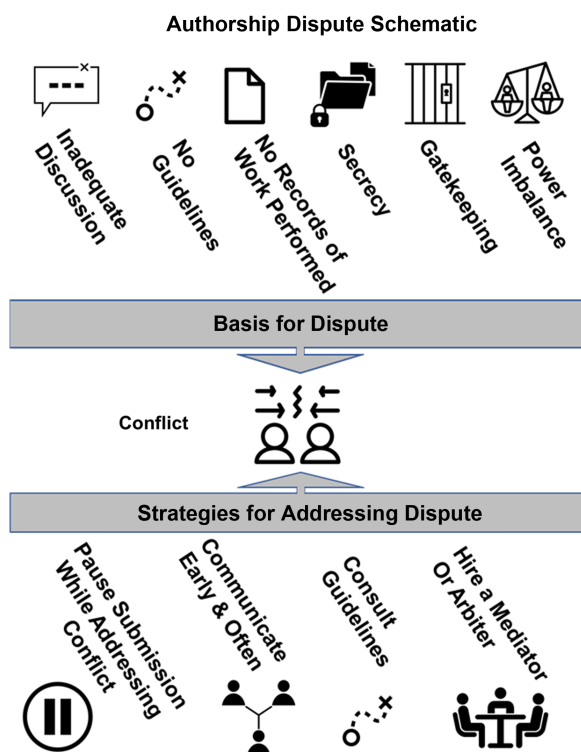 Authorship Dispute Schematic
Inadequate
Discussion
No
Guidelines
No Records of
Work Performed
Secrecy
Gatekeeping
Power
Imbalance
Basis for Dispute
Conflict
Strategies for Addressing Dispute
Pause Submission
While Addressing
Conflict
Communicate
Early & Often
Consult
Guidelines
Hire a Mediator
Or Arbiter